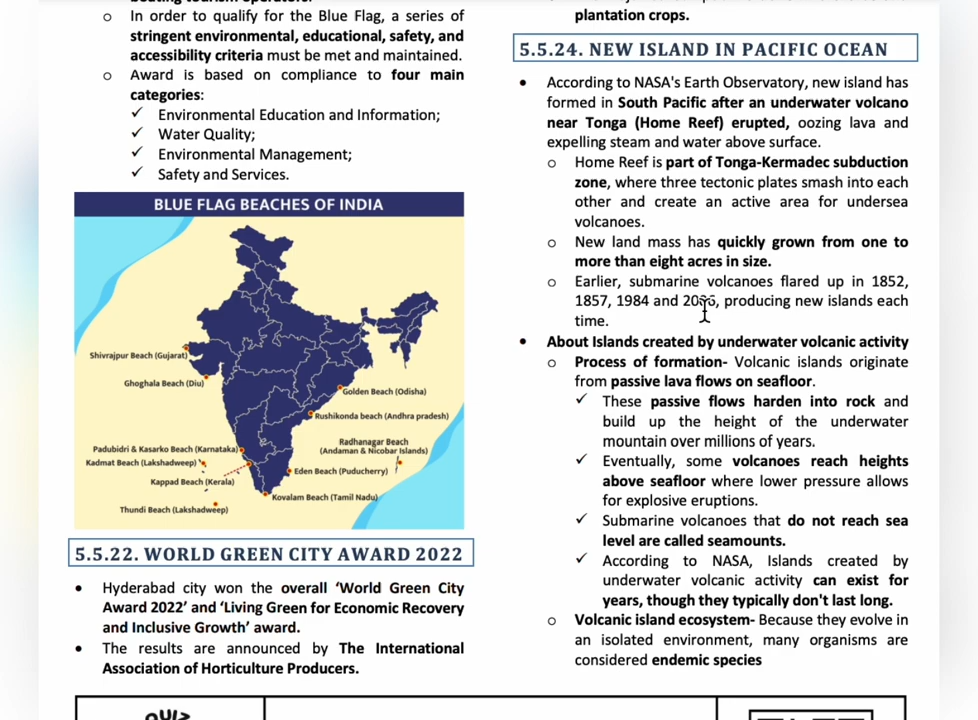 In order to qualify for the Blue Flag, a series of
stringent environmental, educational, safety, and
accessibility criteria must be met and maintained.
o Award is based on compliance to four main
categories:
✓ Environmental Education and Information;
✓ Water Quality;
✓ Environmental Management;
✓ Safety and Services.
BLUE FLAG BEACHES OF INDIA
Shivrajpur Beach (Gujarat)
Ghoghala Beach (Diu)
Golden Beach (Odisha)
Rushikonda beach (Andhra pradesh)
Radhanagar Beach
(Andaman & Nicobar Islands)
Padubidri & Kasarko Beach (Karnataka)
Kadmat Beach (Lakshadweep)
Kappad Beach (Kerala)
Eden Beach (Puducherry)
Kovalam Beach (Tamil Nadu)
Thundi Beach (Lakshadweep)
5.5.22. WORLD GREEN CITY AWARD 2022
• Hyderabad city won the overall ‘World Green City
Award 2022’ and ‘Living Green for Economic Recovery
and Inclusive Growth’ award.
• The results are announced by The International
Association of Horticulture Producers.
plantation crops.
5.5.24. NEW ISLAND IN PACIFIC OCEAN
• According to NASA's Earth Observatory, new island has
formed in South Pacific after an underwater volcano
near Tonga (Home Reef) erupted, oozing lava and
expelling steam and water above surface.
o Home Reef is part of Tonga-Kermadec subduction
zone, where three tectonic plates smash into each
other and create an active area for undersea
volcanoes.
o New land mass has quickly grown from one to
more than eight acres in size.
o Earlier, submarine volcanoes flared up in 1852,
1857, 1984 and producing new islands each
time.
• About Islands created by underwater volcanic activity
o Process of formation- Volcanic islands originate
from passive lava flows on seafloor.
✓ These passive flows harden into rock and
build up the height of the underwater
mountain over millions of years.
✓ Eventually, some volcanoes reach heights
above seafloor where lower pressure allows
for explosive eruptions.
✓ Submarine volcanoes that do not reach sea
level are called seamounts.
✓ According to NASA, Islands created by
underwater volcanic activity can exist for
years, though they typically don't last long.
o Volcanic island ecosystem- Because they evolve in
an isolated environment, many organisms are
considered endemic species